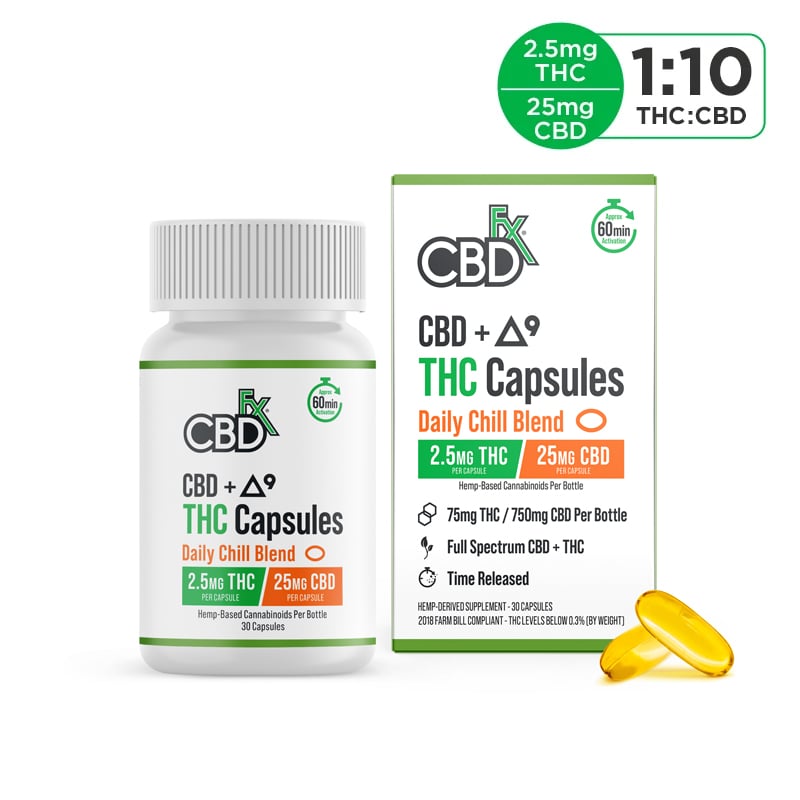 2.5mg
THC
25mg
CBD
1:10
THC:CBD
CBD FX®
Approx
60min
Activation
CBD + Δ9
THC Capsules
Daily Chill Blend
2.5MG THC
PER CAPSULE
25MG CBD
PER CAPSULE
Hemp-Based Cannabinoids Per Bottle
30 Capsules
CBD FX®
Approx
60min
Activation
CBD + Δ9
THC Capsules
Daily Chill Blend
2.5MG THC
PER CAPSULE
25MG CBD
PER CAPSULE
Hemp-Based Cannabinoids Per Bottle
75mg THC / 750mg CBD Per Bottle
Full Spectrum CBD + THC
Time Released
HEMP-DERIVED SUPPLEMENT - 30 CAPSULES
2018 FARM BILL COMPLIANT - THC LEVELS BELOW 0.3% (BY WEIGHT)